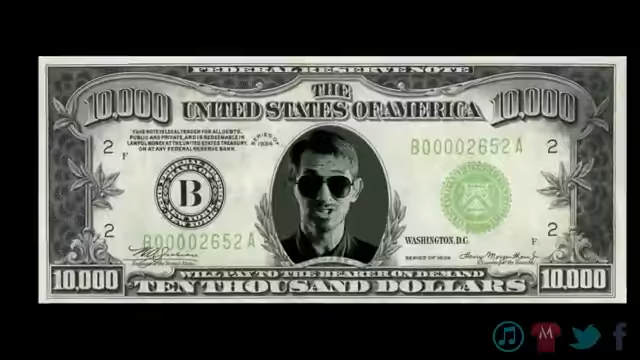 FEDERAL RESERVE NOTE
THE
UNITED STATES OF AMERICA
10,000
10,000
THIS NOTE IS LEGAL TENDER FOR ALL DEBTS,
PUBLIC AND PRIVATE, AND IS REDEEMABLE IN
LAWFUL MONEY AT THE UNITED STATES TREASURY,
OR AT ANY FEDERAL RESERVE BANK.
SERIES OF
1934
B00002652A
2
F
2
B
B00002652A
WASHINGTON, D.C.
2
F
2
SERIES OF 1934
10,000
WILL PAY TO THE BEARER ON DEMAND
10,000
TEN THOUSAND DOLLARS
M